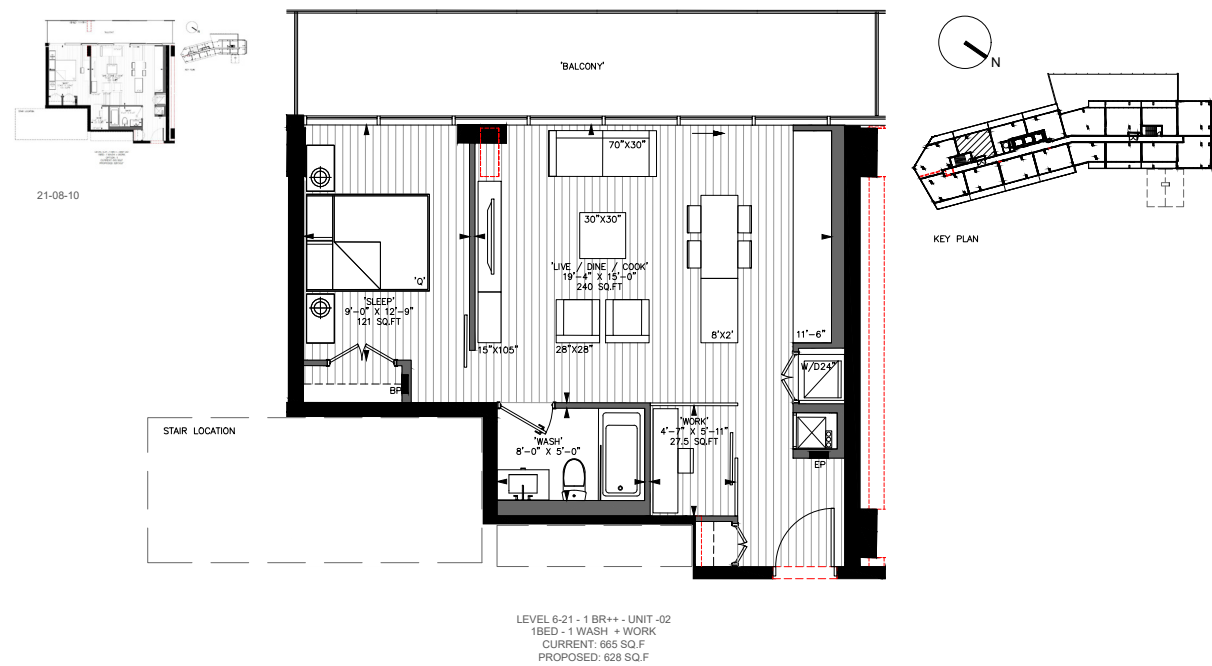 21-08-10
'BALCONY'
N
KEY PLAN
70"X30"
30"X30"
'LIVE / DINE / COOK'
19'-4" X 15'-0"
240 SQ.FT
'Q'
'SLEEP'
9'-0" X 12'-9"
121 SQ.FT
15"X105"
28"X28"
8'X2'
11'-6"
W/D24"
BP
STAIR LOCATION
'WASH'
8'-0" X 5'-0"
'WORK'
4'-7" X 5'-11"
27.5 SQ.FT
EP
LEVEL 6-21 - 1 BR++ - UNIT -02
1BED - 1 WASH + WORK
CURRENT: 665 SQ.F
PROPOSED: 628 SQ.F